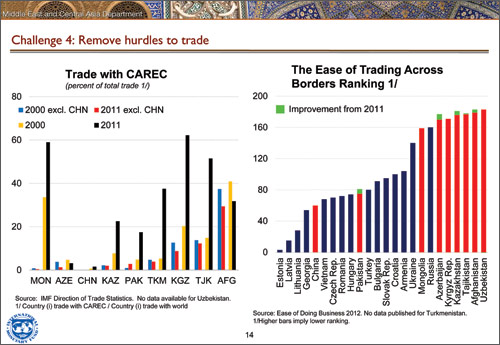 Middle East and Central Asia Department
Challenge 4: Remove hurdles to trade
Trade with CAREC
(percent of total trade 1/)
2000 excl. CHN
2011 excl. CHN
2000
2011
80
60
40
20
0
MON AZE CHN KAZ PAK TKM KGZ TJK AFG
Source: IMF Direction of Trade Statistics. No data available for Uzbekistan.
1/ Country (i) trade with CAREC / Country (i) trade with world
The Ease of Trading Across
Borders Ranking 1/
Improvement from 2011
200
160
120
80
40
0
Estonia
Latvia
Lithuania
Georgia
China
Vietnam
Czech Rep.
Romania
Hungary
Pakistan
Turkey
Bulgaria
Slovak Rep.
Croatia
Armenia
Ukraine
Mongolia
Russia
Azerbaijan
Kyrgyz Rep.
Kazakhstan
Tajikistan
Afghanistan
Uzbekistan
Source: Ease of Doing Business 2012. No data published for Turkmenistan.
1/Higher bars imply lower ranking.
14